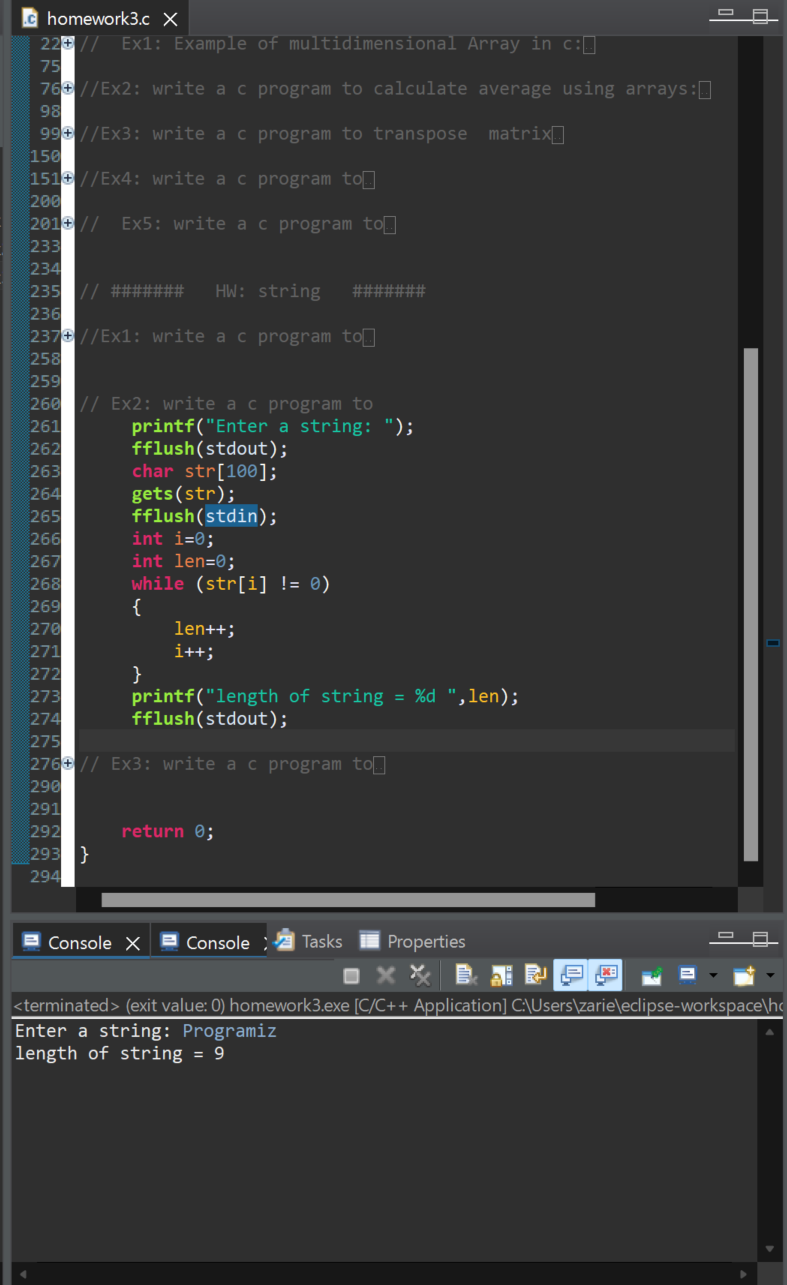 homework3.c
22 //  Ex1: Example of multidimensional Array in c:
75
76 //Ex2: write a c program to calculate average using arrays:
98
99 //Ex3: write a c program to transpose  matrix
150
151 //Ex4: write a c program to
200
201 //  Ex5: write a c program to
233
234
235 // #######   HW: string   #######
236
237 //Ex1: write a c program to
258
259
260 // Ex2: write a c program to
261 printf("Enter a string: ");
262 fflush(stdout);
263 char str[100];
264 gets(str);
265 fflush(stdin);
266 int i=0;
267 int len=0;
268 while (str[i] != 0)
269 {
270 len++;
271 i++;
272 }
273 printf("length of string = %d ",len);
274 fflush(stdout);
275
276 // Ex3: write a c program to
290
291
292 return 0;
293 }
294
Console Console Tasks Properties
<terminated> (exit value: 0) homework3.exe [C/C++ Application] C:\Users\zarie\eclipse-workspace\
Enter a string: Programiz
length of string = 9